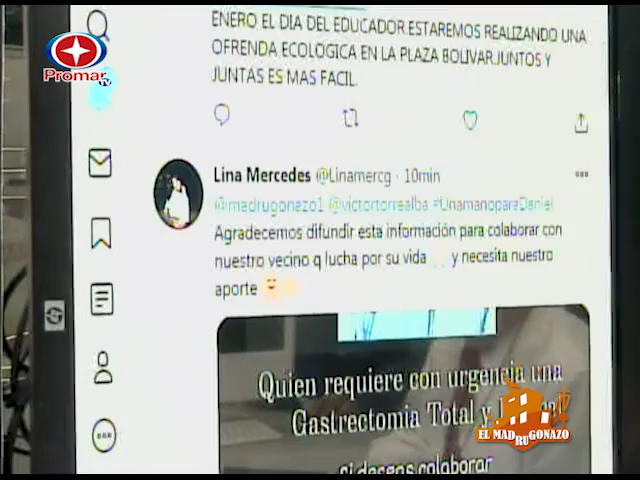 ENERO EL DIA DEL EDUCADOR.ESTAREMOS REALIZANDO UNA
OFRENDA ECOLOGICA EN LA PLAZA BOLIVAR.JUNTOS Y
JUNTAS ES MAS FACIL.
Promar
TV
Lina Mercedes @Linamercg · 10min
@madrugonazo1 @victortorrealba #UnamanoparaDaniel
Agradecemos difundir esta información para colaborar con
nuestro vecino q lucha por su vida y necesita nuestro
aporte
hp
Quien requiere con urgencia una
Gastrectomia Total y
si deseas colaborar
EL MADRUGONAZO